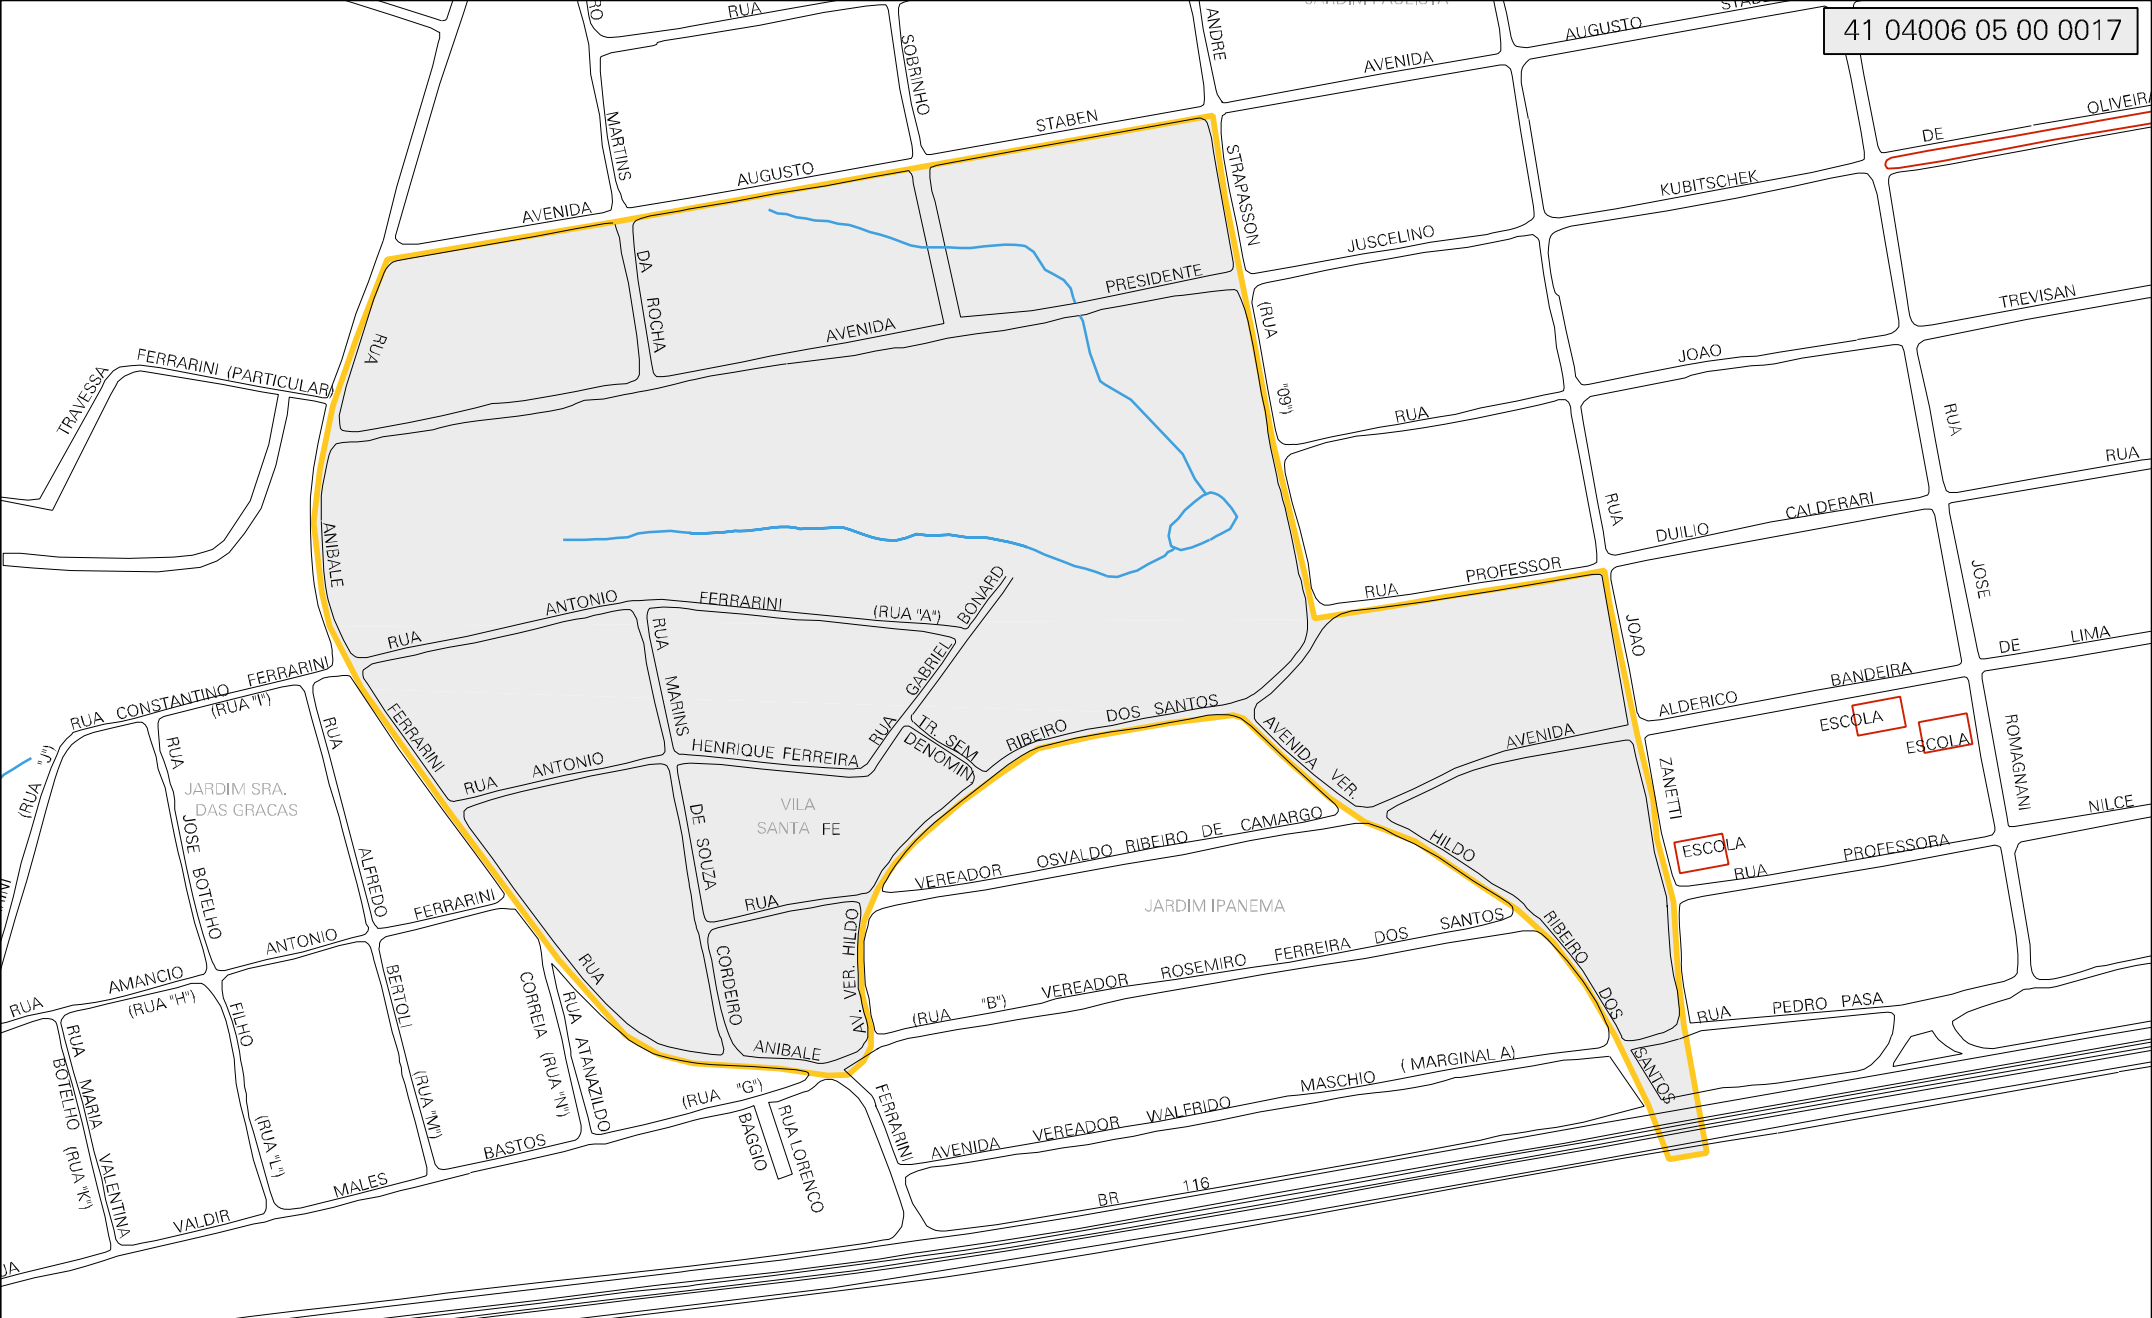 41 04006 05 00 0017
RUA
SOBRINHO
ANDRE
AVENIDA
AUGUSTO
MARTINS
STABEN
AUGUSTO
AVENIDA
STRAPASSON
DE
OLIVEIRA
KUBITSCHEK
JUSCELINO
PRESIDENTE
AVENIDA
DA
ROCHA
RUA
(RUA
"09")
TREVISAN
JOAO
RUA
FERRARINI (PARTICULAR)
TRAVESSA
RUA
RUA
RUA
CALDERARI
DUILIO
PROFESSOR
RUA
ANIBALE
JOSE
JOAO
DE
LIMA
ANTONIO
FERRARINI
(RUA "A")
BONARD
RUA
RUA
GABRIEL
RUA
MARINS
BANDEIRA
ALDERICO
ESCOLA
ESCOLA
ROMAGNANI
RUA CONSTANTINO FERRARINI
(RUA "I")
(RUA "J")
RUA
RUA
FERRARINI
TR. SEM
DENOMIN
RIBEIRO
DOS SANTOS
AVENIDA
VER.
AVENIDA
ZANETTI
HENRIQUE FERREIRA
ANTONIO
RUA
JARDIM SRA.
DAS GRACAS
VILA
SANTA FE
DE SOUZA
JOSE BOTELHO
ALFREDO
FERRARINI
ANTONIO
AMANCIO
RUA
(RUA "H")
VEREADOR OSVALDO RIBEIRO DE CAMARGO
HILDO
ESCOLA
RUA
PROFESSORA
NILCE
RUA
JARDIM IPANEMA
AV. VER. HILDO
CORDEIRO
RUA
ANIBALE
(RUA "B") VEREADOR ROSEMIRO FERREIRA DOS SANTOS
RIBEIRO
DOS
SANTOS
RUA PEDRO PASA
BERTOLI
(RUA "M")
CORREIA (RUA "N")
RUA ATANAZILDO
FILHO
(RUA "L")
RUA MARIA VALENTINA
BOTELHO (RUA "K")
(RUA "G")
BAGGIO
RUA LORENCO
FERRARINI
AVENIDA VEREADOR WALFRIDO MASCHIO ( MARGINAL A)
BASTOS
MALES
VALDIR
BR 116